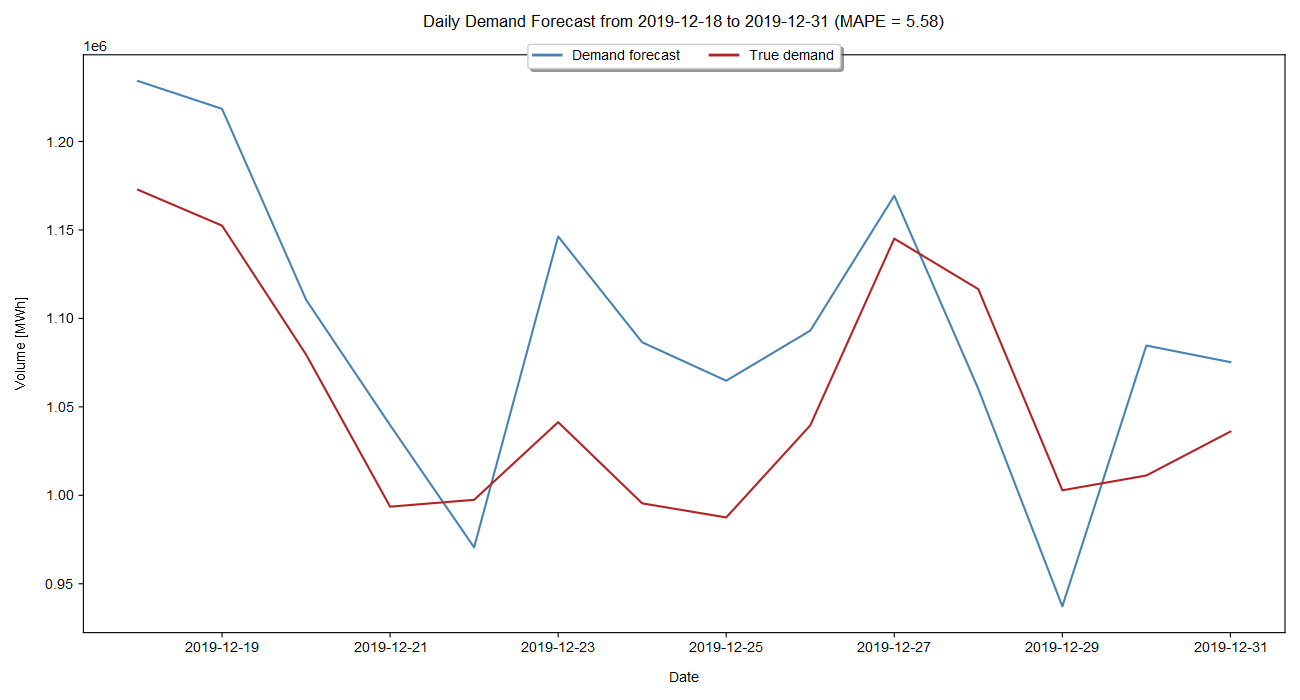 Daily Demand Forecast from 2019-12-18 to 2019-12-31 (MAPE = 5.58)
1e6
Demand forecast
True demand
1.20
1.15
1.10
1.05
1.00
0.95
Volume [MWh]
2019-12-19
2019-12-21
2019-12-23
2019-12-25
2019-12-27
2019-12-29
2019-12-31
Date